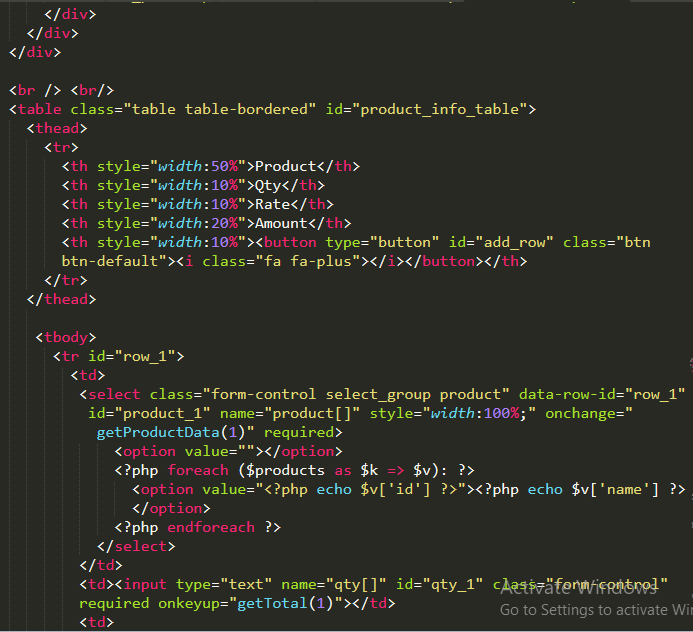 </div>
</div>
</div>
<br /> <br/>
<table class="table table-bordered" id="product_info_table">
<thead>
<tr>
<th style="width:50%">Product</th>
<th style="width:10%">Qty</th>
<th style="width:10%">Rate</th>
<th style="width:20%">Amount</th>
<th style="width:10%"><button type="button" id="add_row" class="btn
btn-default"><i class="fa fa-plus"></i></button></th>
</tr>
</thead>
<tbody>
<tr id="row_1">
<td>
<select class="form-control select_group product" data-row-id="row_1"
id="product_1" name="product[]" style="width:100%;" onchange="
getProductData(1)" required>
<option value=""></option>
<?php foreach ($products as $k => $v): ?>
<option value="<?php echo $v['id'] ?>"><?php echo $v['name'] ?>
</option>
<?php endforeach ?>
</select>
</td>
<td><input type="text" name="qty[]" id="qty_1" class="form-control"
required onkeyup="getTotal(1)"></td>
<td>
Activate Windows
Go to Settings to activate Win